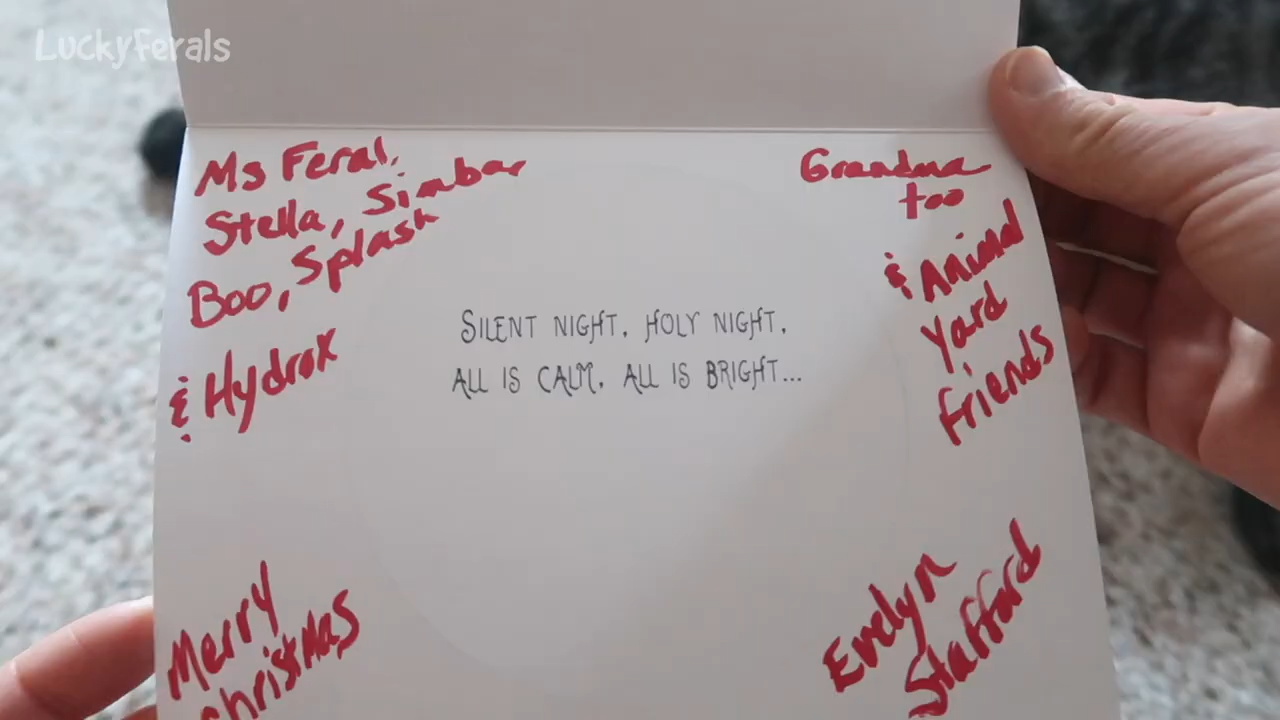 LuckyFerals
Ms Feral,
Stella, Simbar
Boo, Splash
& Hydrox
Grandma
too
& Animal
Yard
Friends
SILENT NIGHT, HOLY NIGHT,
ALL IS CALM, ALL IS BRIGHT...
Merry
Christmas
Evelyn
Stafford